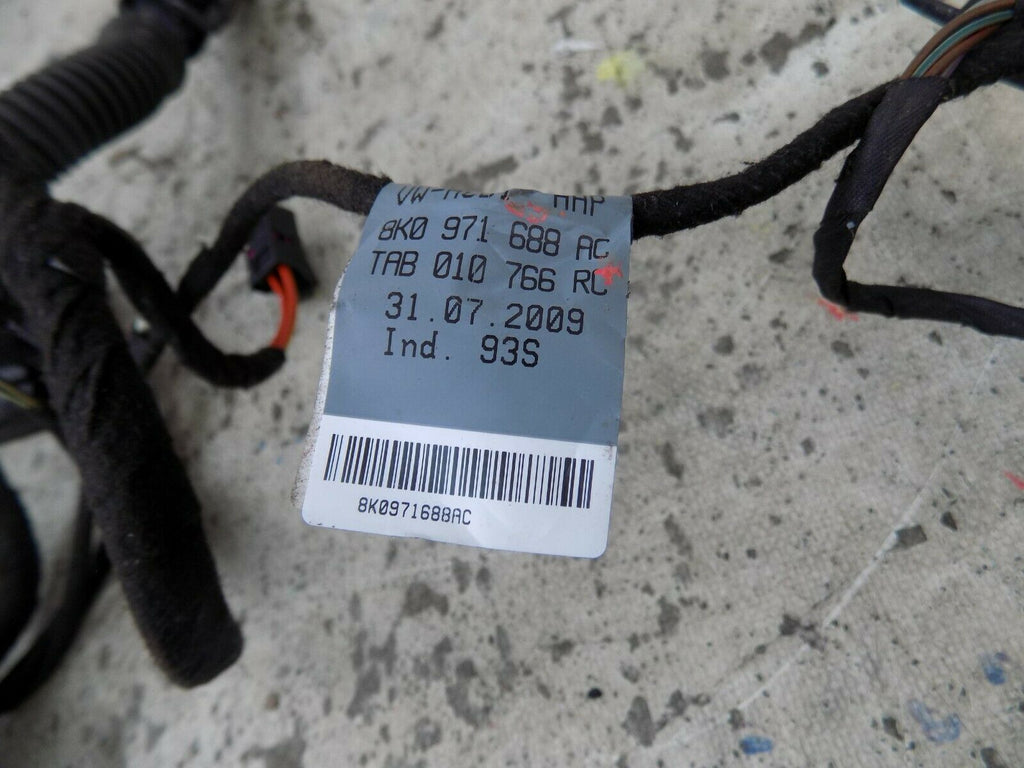 8K0 971 688 AC
TAB 010 766 RC
31.07.2009
Ind. 93S
8K0971688AC